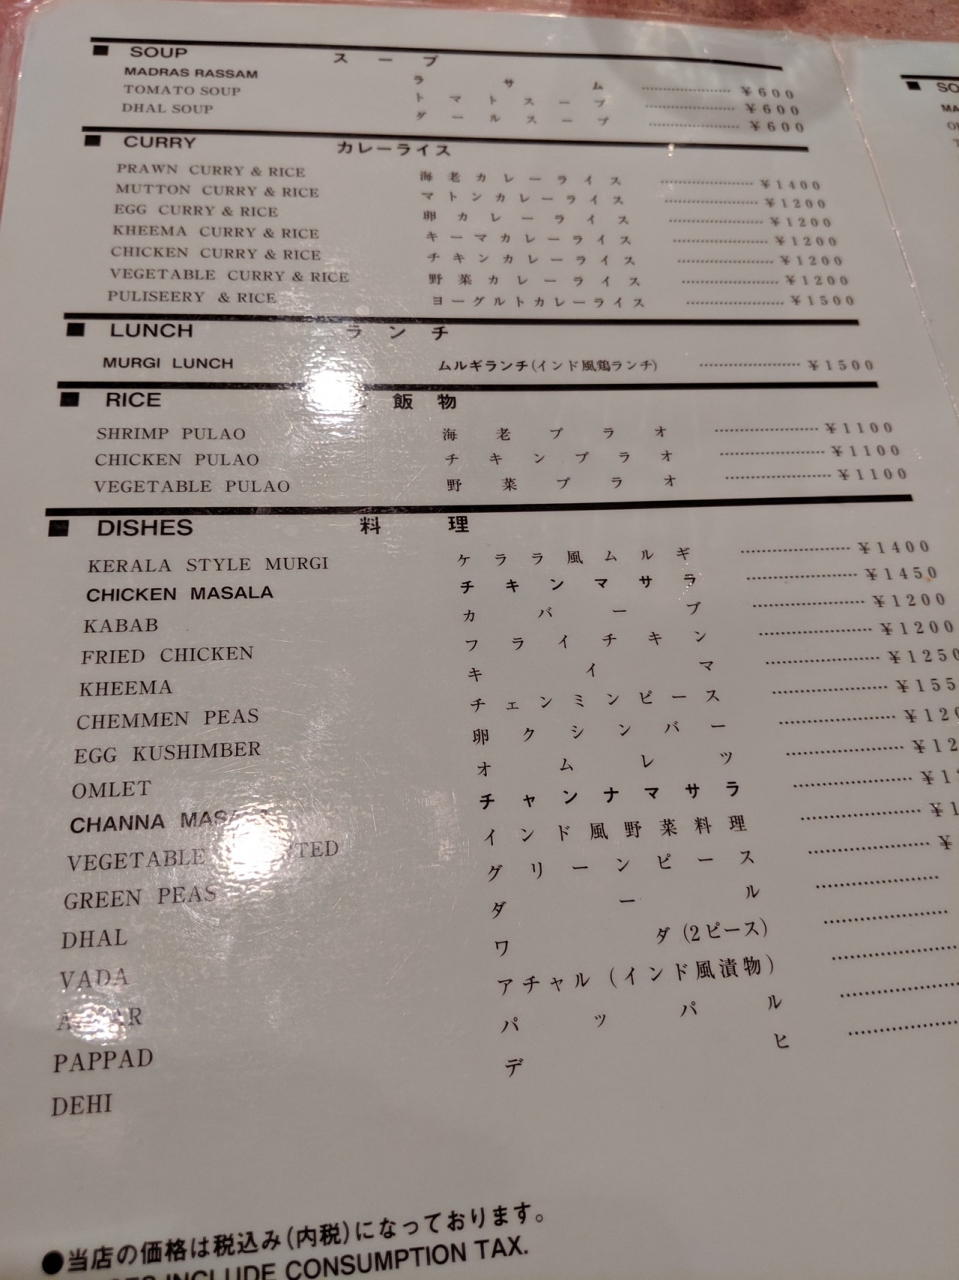 ■ SOUP スープ
MADRAS RASSAM ラサム ¥600
TOMATO SOUP トマトスープ ¥600
DHAL SOUP ダールスープ ¥600
■ CURRY カレーライス
PRAWN CURRY & RICE 海老カレーライス ¥1400
MUTTON CURRY & RICE マトンカレーライス ¥1200
EGG CURRY & RICE 卵カレーライス ¥1200
KHEEMA CURRY & RICE キーマカレーライス ¥1200
CHICKEN CURRY & RICE チキンカレーライス ¥1200
VEGETABLE CURRY & RICE 野菜カレーライス ¥1200
PULISEERY & RICE ヨーグルトカレーライス ¥1500
■ LUNCH ランチ
MURGI LUNCH ムルギランチ(インド風鶏ランチ) ¥1500
■ RICE 飯物
SHRIMP PULAO 海老プラオ ¥1100
CHICKEN PULAO チキンプラオ ¥1100
VEGETABLE PULAO 野菜プラオ ¥1100
■ DISHES 料理
KERALA STYLE MURGI ケララ風ムルギ ¥1400
CHICKEN MASALA チキンマサラ ¥1450
KABAB カバーブ ¥1200
FRIED CHICKEN フライチキン ¥1200
KHEEMA キイマ ¥1250
CHEMMEN PEAS チェンミンピース ¥155
EGG KUSHIMBER 卵クシンバー ¥120
OMLET オムレツ ¥12
CHANNA チャンナマサラ ¥1
VEGETABLE インド風野菜料理 ¥1
GREEN PEAS グリーンピース ¥
DHAL ダール
VADA ワダ(2ピース)
アチャル(インド風漬物)
PAPPAD パッパル
DEHI デヒ
●当店の価格は税込み(内税)になっております。
INCLUDE CONSUMPTION TAX.